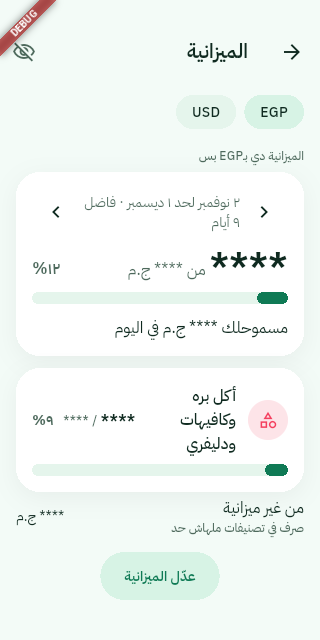 DEBUG
الميزانية
EGP
USD
الميزانية دي بـEGP بس
٢ نوفمبر لحد ١ ديسمبر · فاضل
٩ أيام
**** من **** ج.م
%١٢
مسموحلك **** ج.م في اليوم
أكل بره
وكافيهات
ودليفري
**** / ****
%٩
من غير ميزانية
**** ج.م
صرف في تصنيفات ملهاش حد
عدّل الميزانية